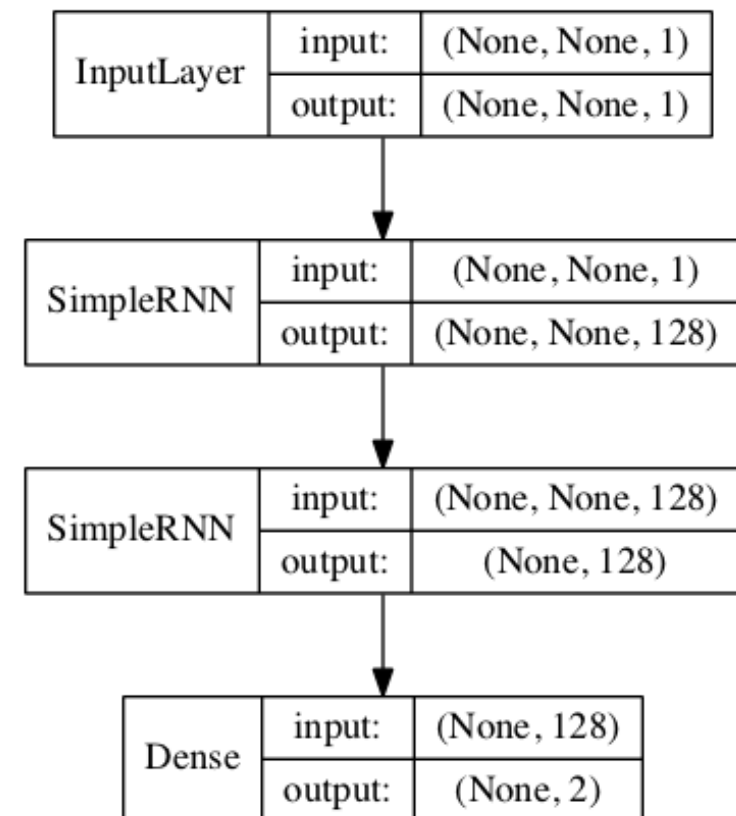 InputLayer
input: (None, None, 1)
output: (None, None, 1)
SimpleRNN
input: (None, None, 1)
output: (None, None, 128)
SimpleRNN
input: (None, None, 128)
output: (None, 128)
Dense
input: (None, 128)
output: (None, 2)